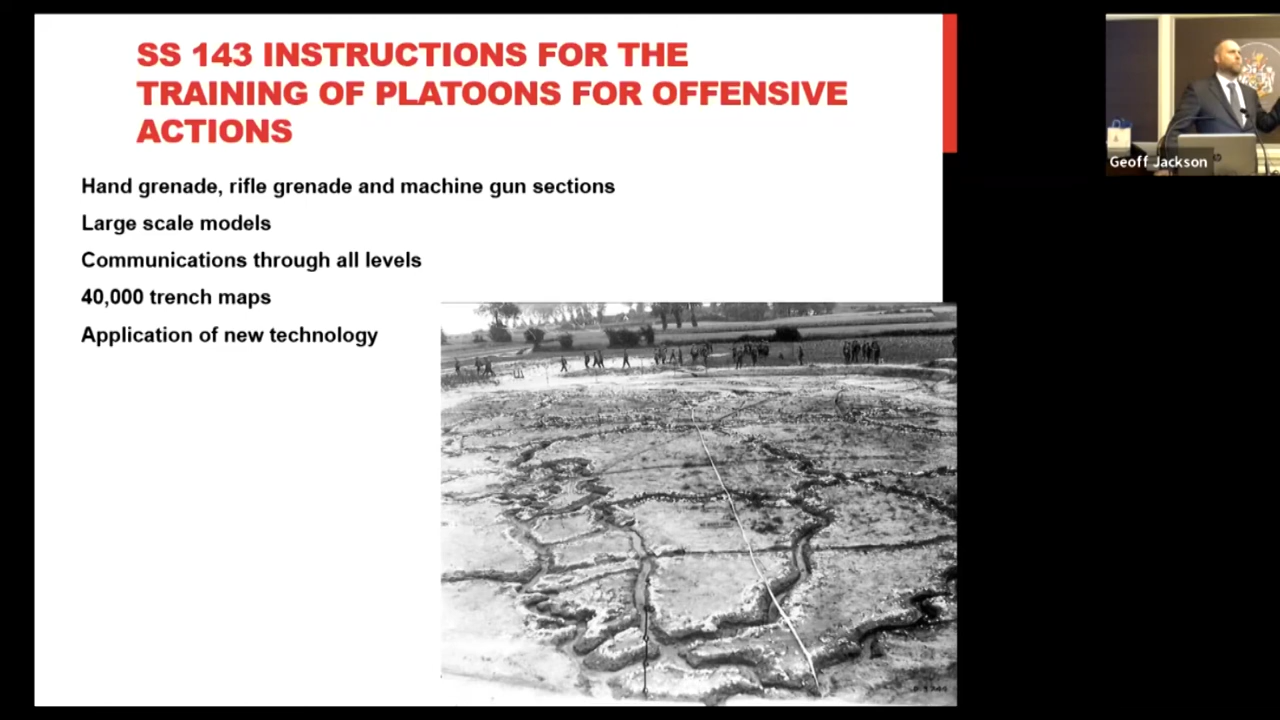 SS 143 INSTRUCTIONS FOR THE
TRAINING OF PLATOONS FOR OFFENSIVE
ACTIONS
Hand grenade, rifle grenade and machine gun sections
Large scale models
Communications through all levels
40,000 trench maps
Application of new technology
Geoff Jackson